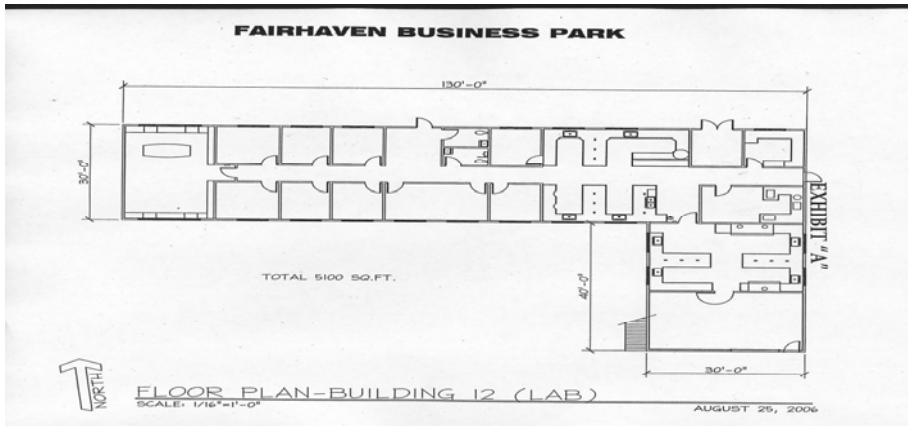 FAIRHAVEN BUSINESS PARK
130'-0"
30'-0"
EXHIBIT "A"
TOTAL 5100 SQ.FT.
40'-0"
30'-0"
NORTH
FLOOR PLAN-BUILDING 12 (LAB)
SCALE: 1/16"=1'-0"
AUGUST 25, 2006